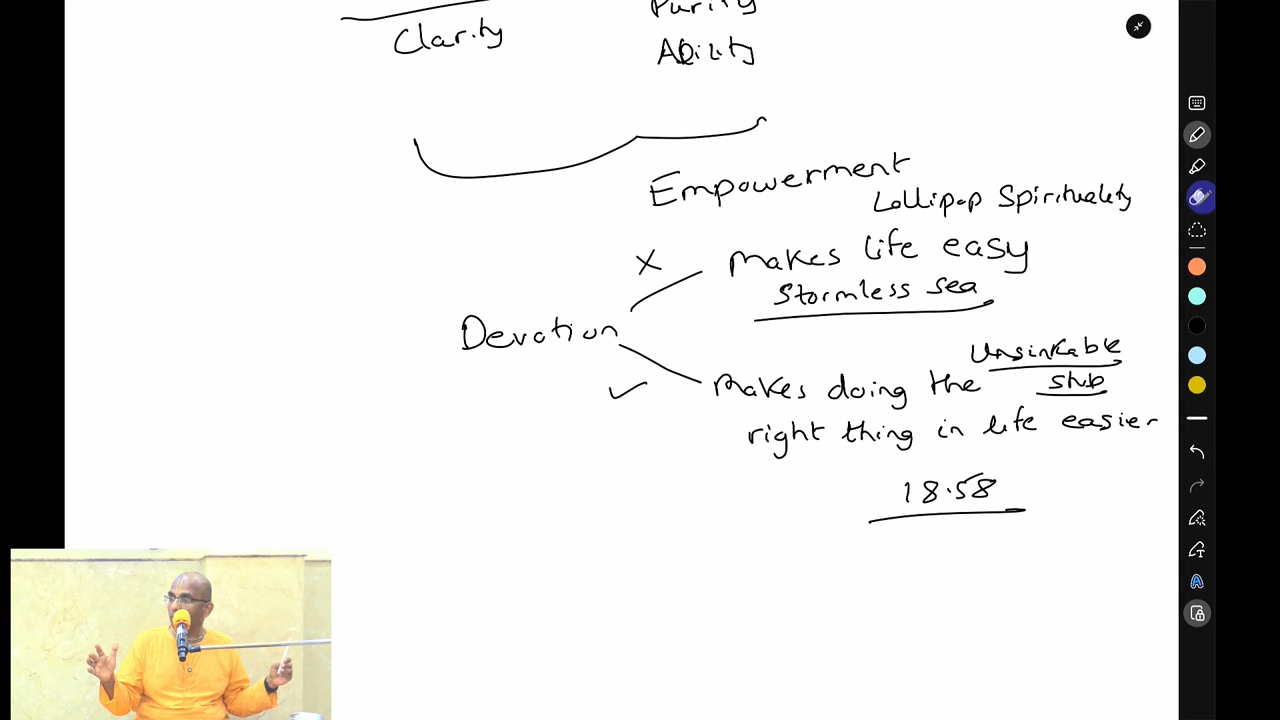 Clarity
Purity
Ability
Empowerment
Lollipop Spirituality
X makes life easy
Stormless sea
Devotion
Unsinkable
ship
✓ makes doing the
right thing in life easier
18.58